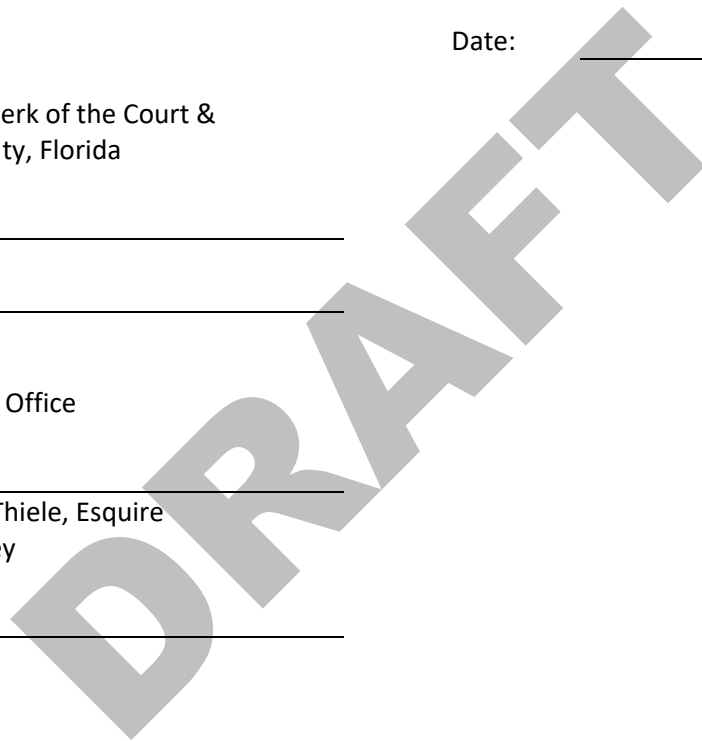 Date:
erk of the Court &
ty, Florida
Office
Thiele, Esquire
ey
DRAFT